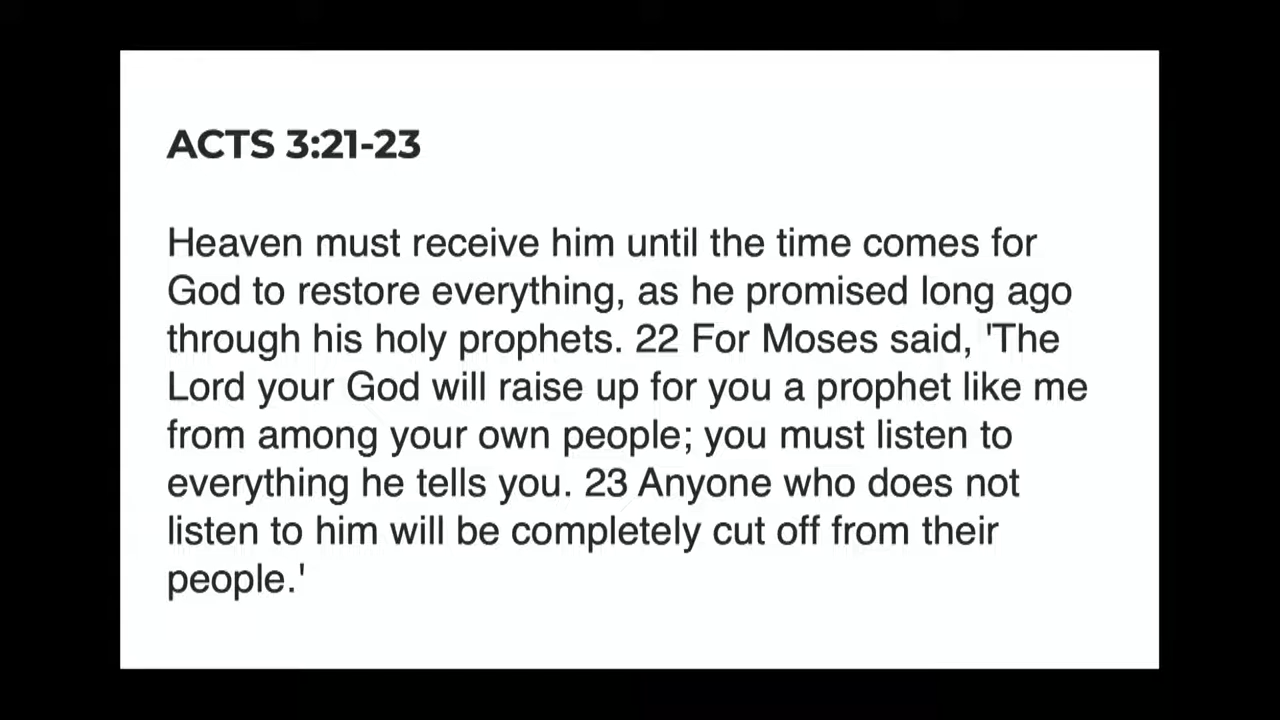 ACTS 3:21-23
Heaven must receive him until the time comes for
God to restore everything, as he promised long ago
through his holy prophets. 22 For Moses said, 'The
Lord your God will raise up for you a prophet like me
from among your own people; you must listen to
everything he tells you. 23 Anyone who does not
listen to him will be completely cut off from their
people.'